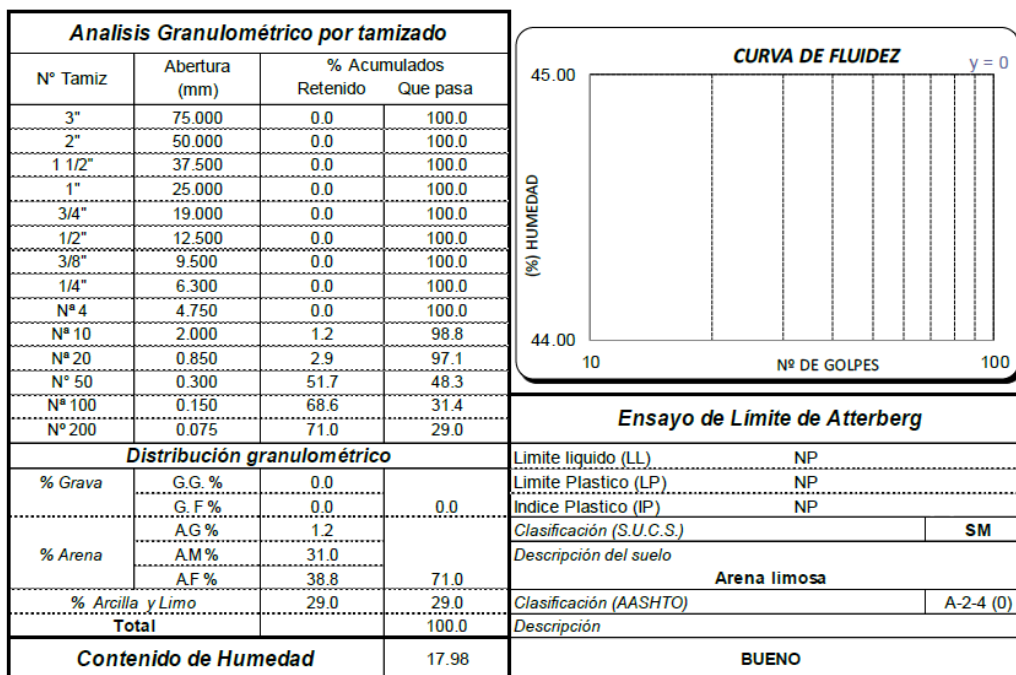 Analisis Granulométrico por tamizado
N° Tamiz Abertura (mm) % Acumulados
Retenido Que pasa
3" 75.000 0.0 100.0
2" 50.000 0.0 100.0
1 1/2" 37.500 0.0 100.0
1" 25.000 0.0 100.0
3/4" 19.000 0.0 100.0
1/2" 12.500 0.0 100.0
3/8" 9.500 0.0 100.0
1/4" 6.300 0.0 100.0
Nª 4 4.750 0.0 100.0
Nª 10 2.000 1.2 98.8
Nª 20 0.850 2.9 97.1
N° 50 0.300 51.7 48.3
Nª 100 0.150 68.6 31.4
Nº 200 0.075 71.0 29.0
Distribución granulométrico
% Grava G.G. % 0.0
G. F % 0.0 0.0
A.G % 1.2
% Arena A.M % 31.0
A.F % 38.8 71.0
% Arcilla y Limo 29.0 29.0
Total 100.0
Contenido de Humedad 17.98
CURVA DE FLUIDEZ
y = 0
45.00
(%) HUMEDAD
44.00
10 Nº DE GOLPES 100
Ensayo de Límite de Atterberg
Limite liquido (LL) NP
Limite Plastico (LP) NP
Indice Plastico (IP) NP
Clasificación (S.U.C.S.) SM
Descripción del suelo
Arena limosa
Clasificación (AASHTO) A-2-4 (0)
Descripción
BUENO